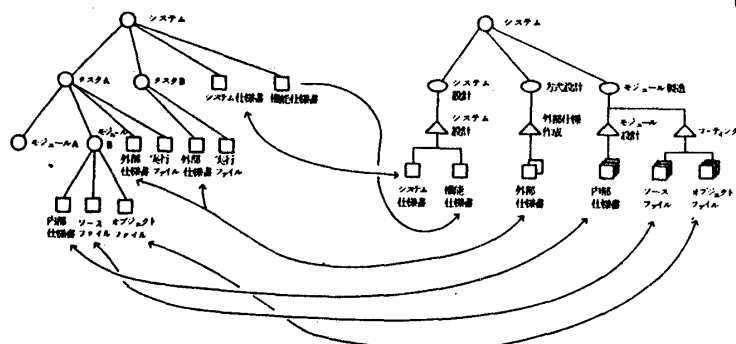 システム
タスクA
タスクB
システム仕様書
機能仕様書
モジュールA
モジュール
B
外部
仕様書
実行
ファイル
外部
仕様書
実行
ファイル
内部
仕様書
ソース
ファイル
オブジェクト
ファイル
システム
システム
設計
方式設計
モジュール製造
システム
設計
外部仕様
作成
モジュール
設計
コーディング
システム
仕様書
機能
仕様書
外部
仕様書
内部
仕様書
ソース
ファイル
オブジェクト
ファイル